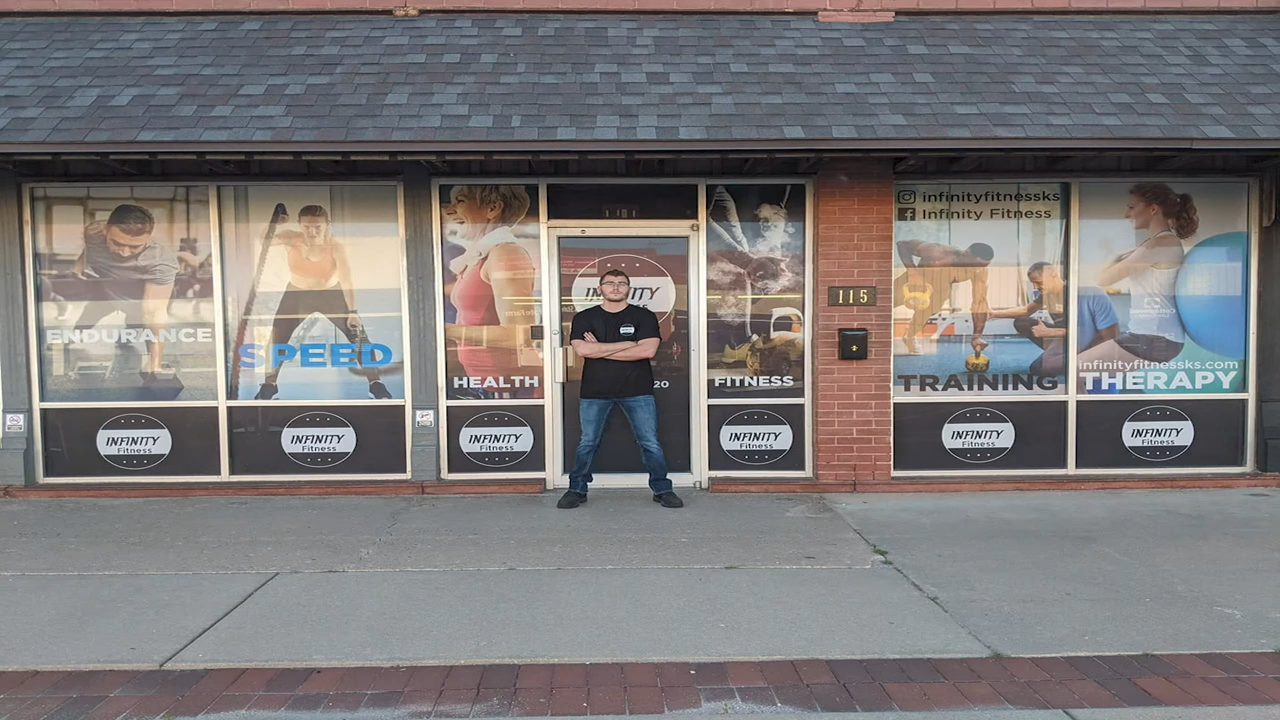 ENDURANCE
SPEED
HEALTH
FITNESS
infinityfitnessks
Infinity Fitness
TRAINING
infinityfitnessks.com
THERAPY
115
20
INFINITY
Fitness
INFINITY
Fitness
INFINITY
Fitness
INFINITY
INFINITY
Fitness
INFINITY
Fitness
INFINITY
Fitness